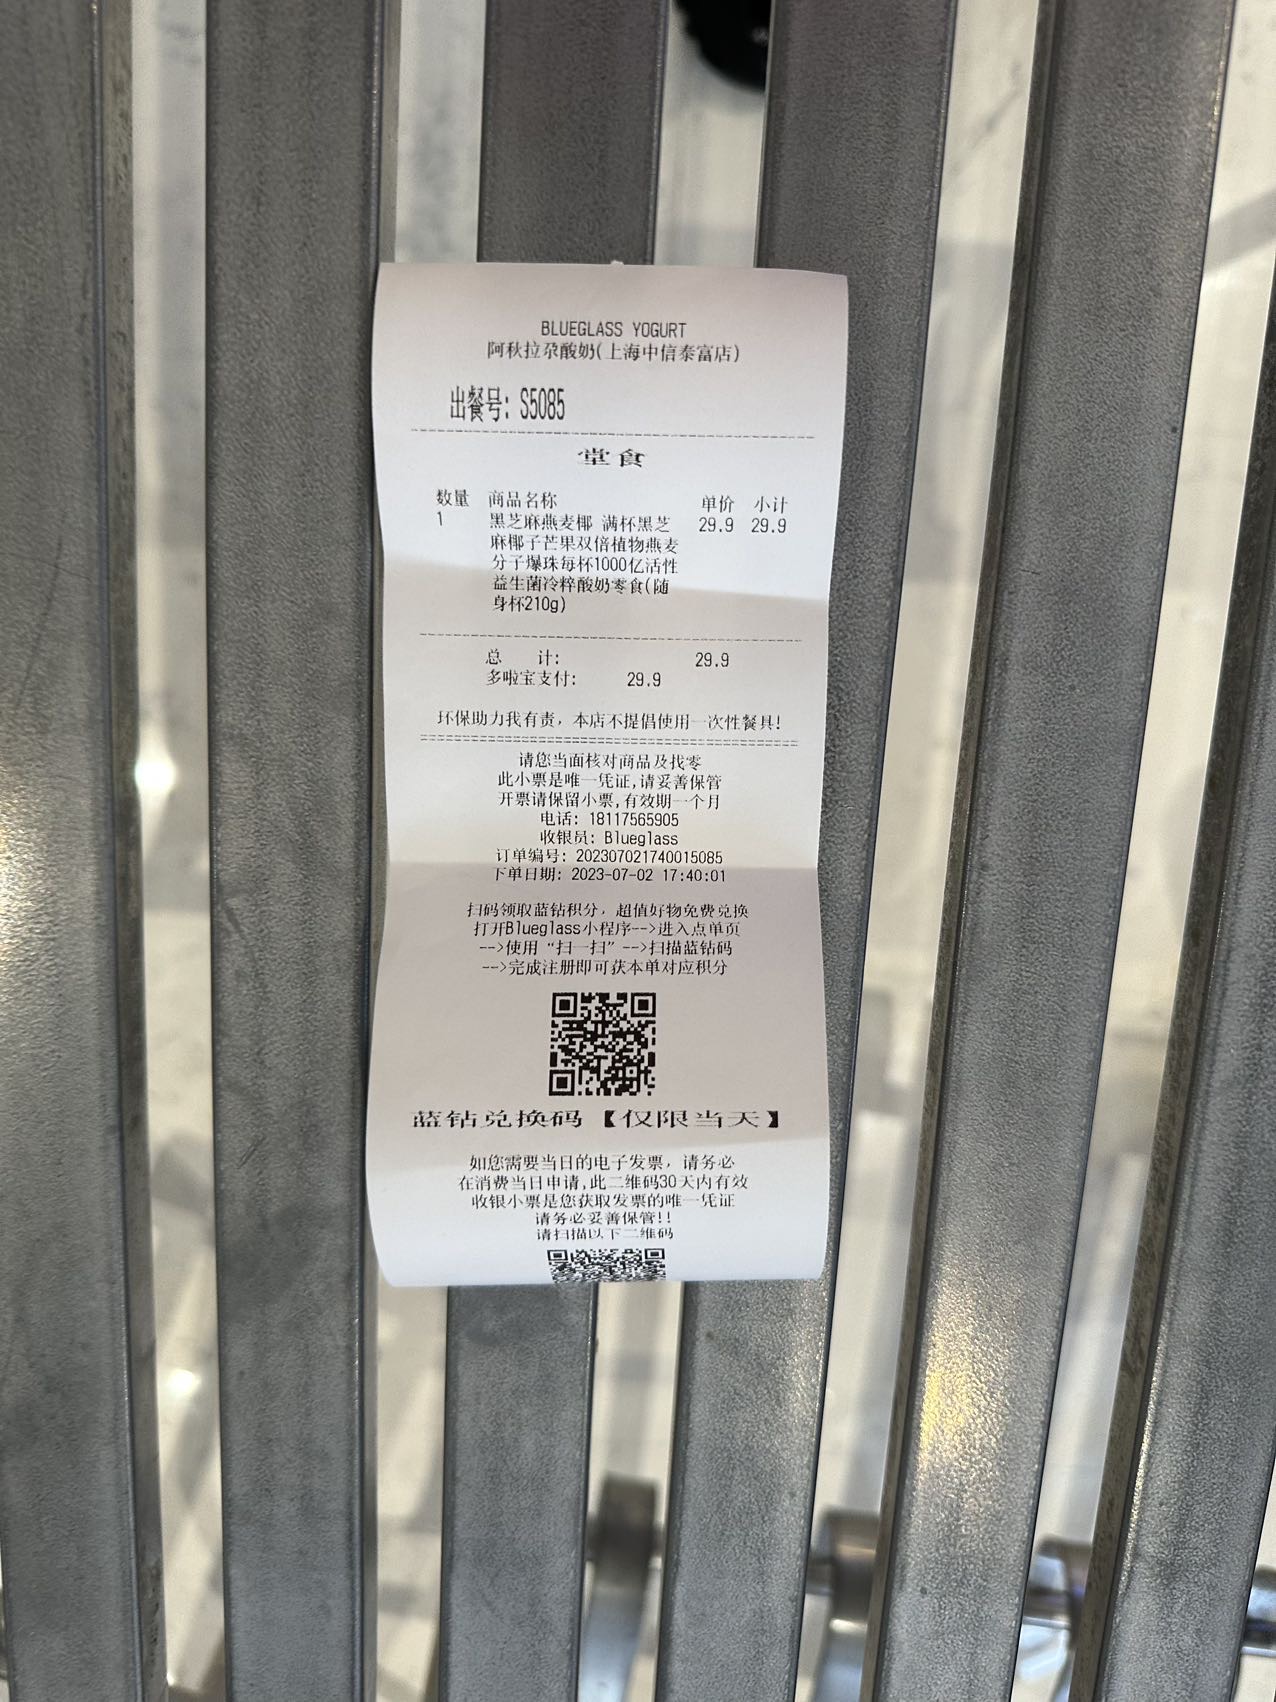 BLUEGLASS YOGURT
阿秋拉尕酸奶(上海中信泰富店)
出餐号: S5085
堂食
数量 商品名称 单价 小计
1 黑芝麻燕麦椰 满杯黑芝 29.9 29.9
麻椰子芒果双倍植物燕麦
分子爆珠每杯1000亿活性
益生菌冷粹酸奶零食(随
身杯210g)
总 计: 29.9
多啦宝支付: 29.9
环保助力我有责，本店不提倡使用一次性餐具!
请您当面核对商品及找零
此小票是唯一凭证,请妥善保管
开票请保留小票,有效期一个月
电话: 18117565905
收银员: Blueglass
订单编号: 202307021740015085
下单日期: 2023-07-02 17:40:01
扫码领取蓝钻积分，超值好物免费兑换
打开Blueglass小程序-->进入点单页
-->使用“扫一扫”-->扫描蓝钻码
-->完成注册即可获本单对应积分
蓝钻兑换码【仅限当天】
如您需要当日的电子发票，请务必
在消费当日申请,此二维码30天内有效
收银小票是您获取发票的唯一凭证
请务必妥善保管!!
请扫描以下二维码